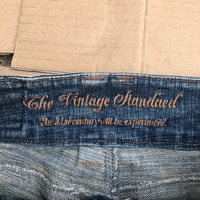 The Vintage Standard
The 21st century will be experienced.